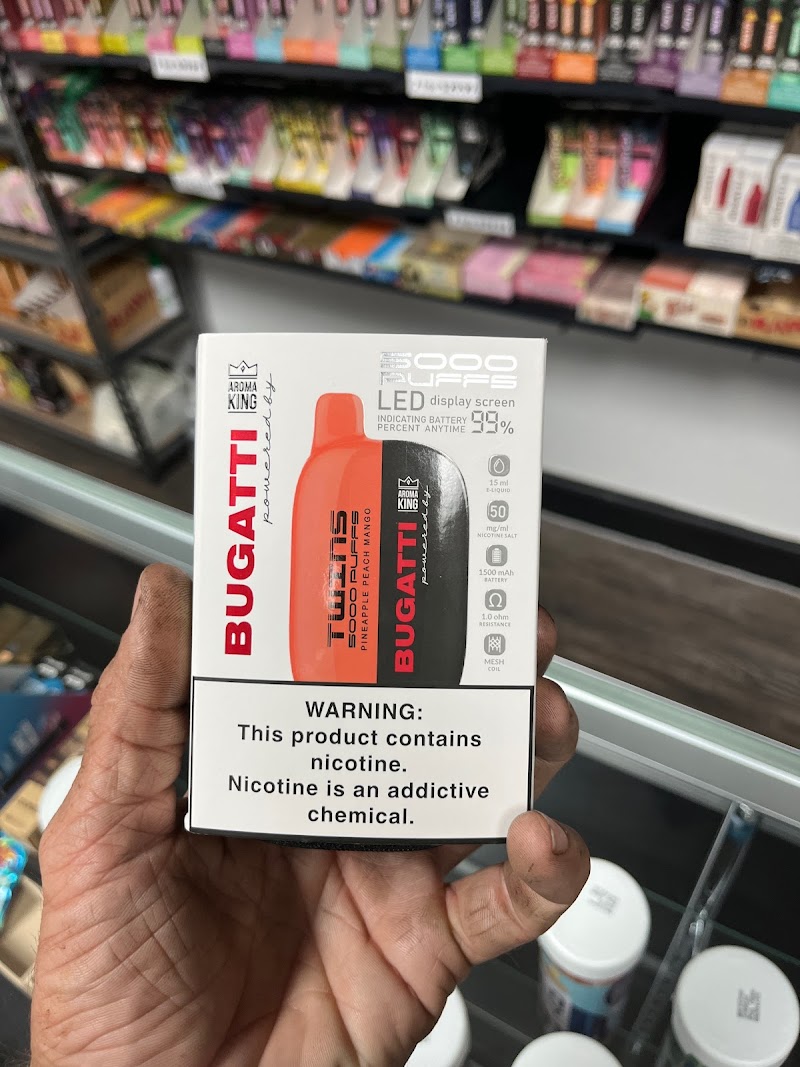 AROMA
KING
BUGATTI
powered by
5000
PUFFS
LED display screen
INDICATING BATTERY
PERCENT ANYTIME 99%
15 ml
E-LIQUID
50
mg/ml
NICOTINE SALT
1500 mAh
BATTERY
Ω
1.0 ohm
RESISTANCE
MESH
COIL
TWINS
5000 PUFFS
PINEAPPLE PEACH MANGO
AROMA
KING
BUGATTI
powered by
WARNING:
This product contains
nicotine.
Nicotine is an addictive
chemical.